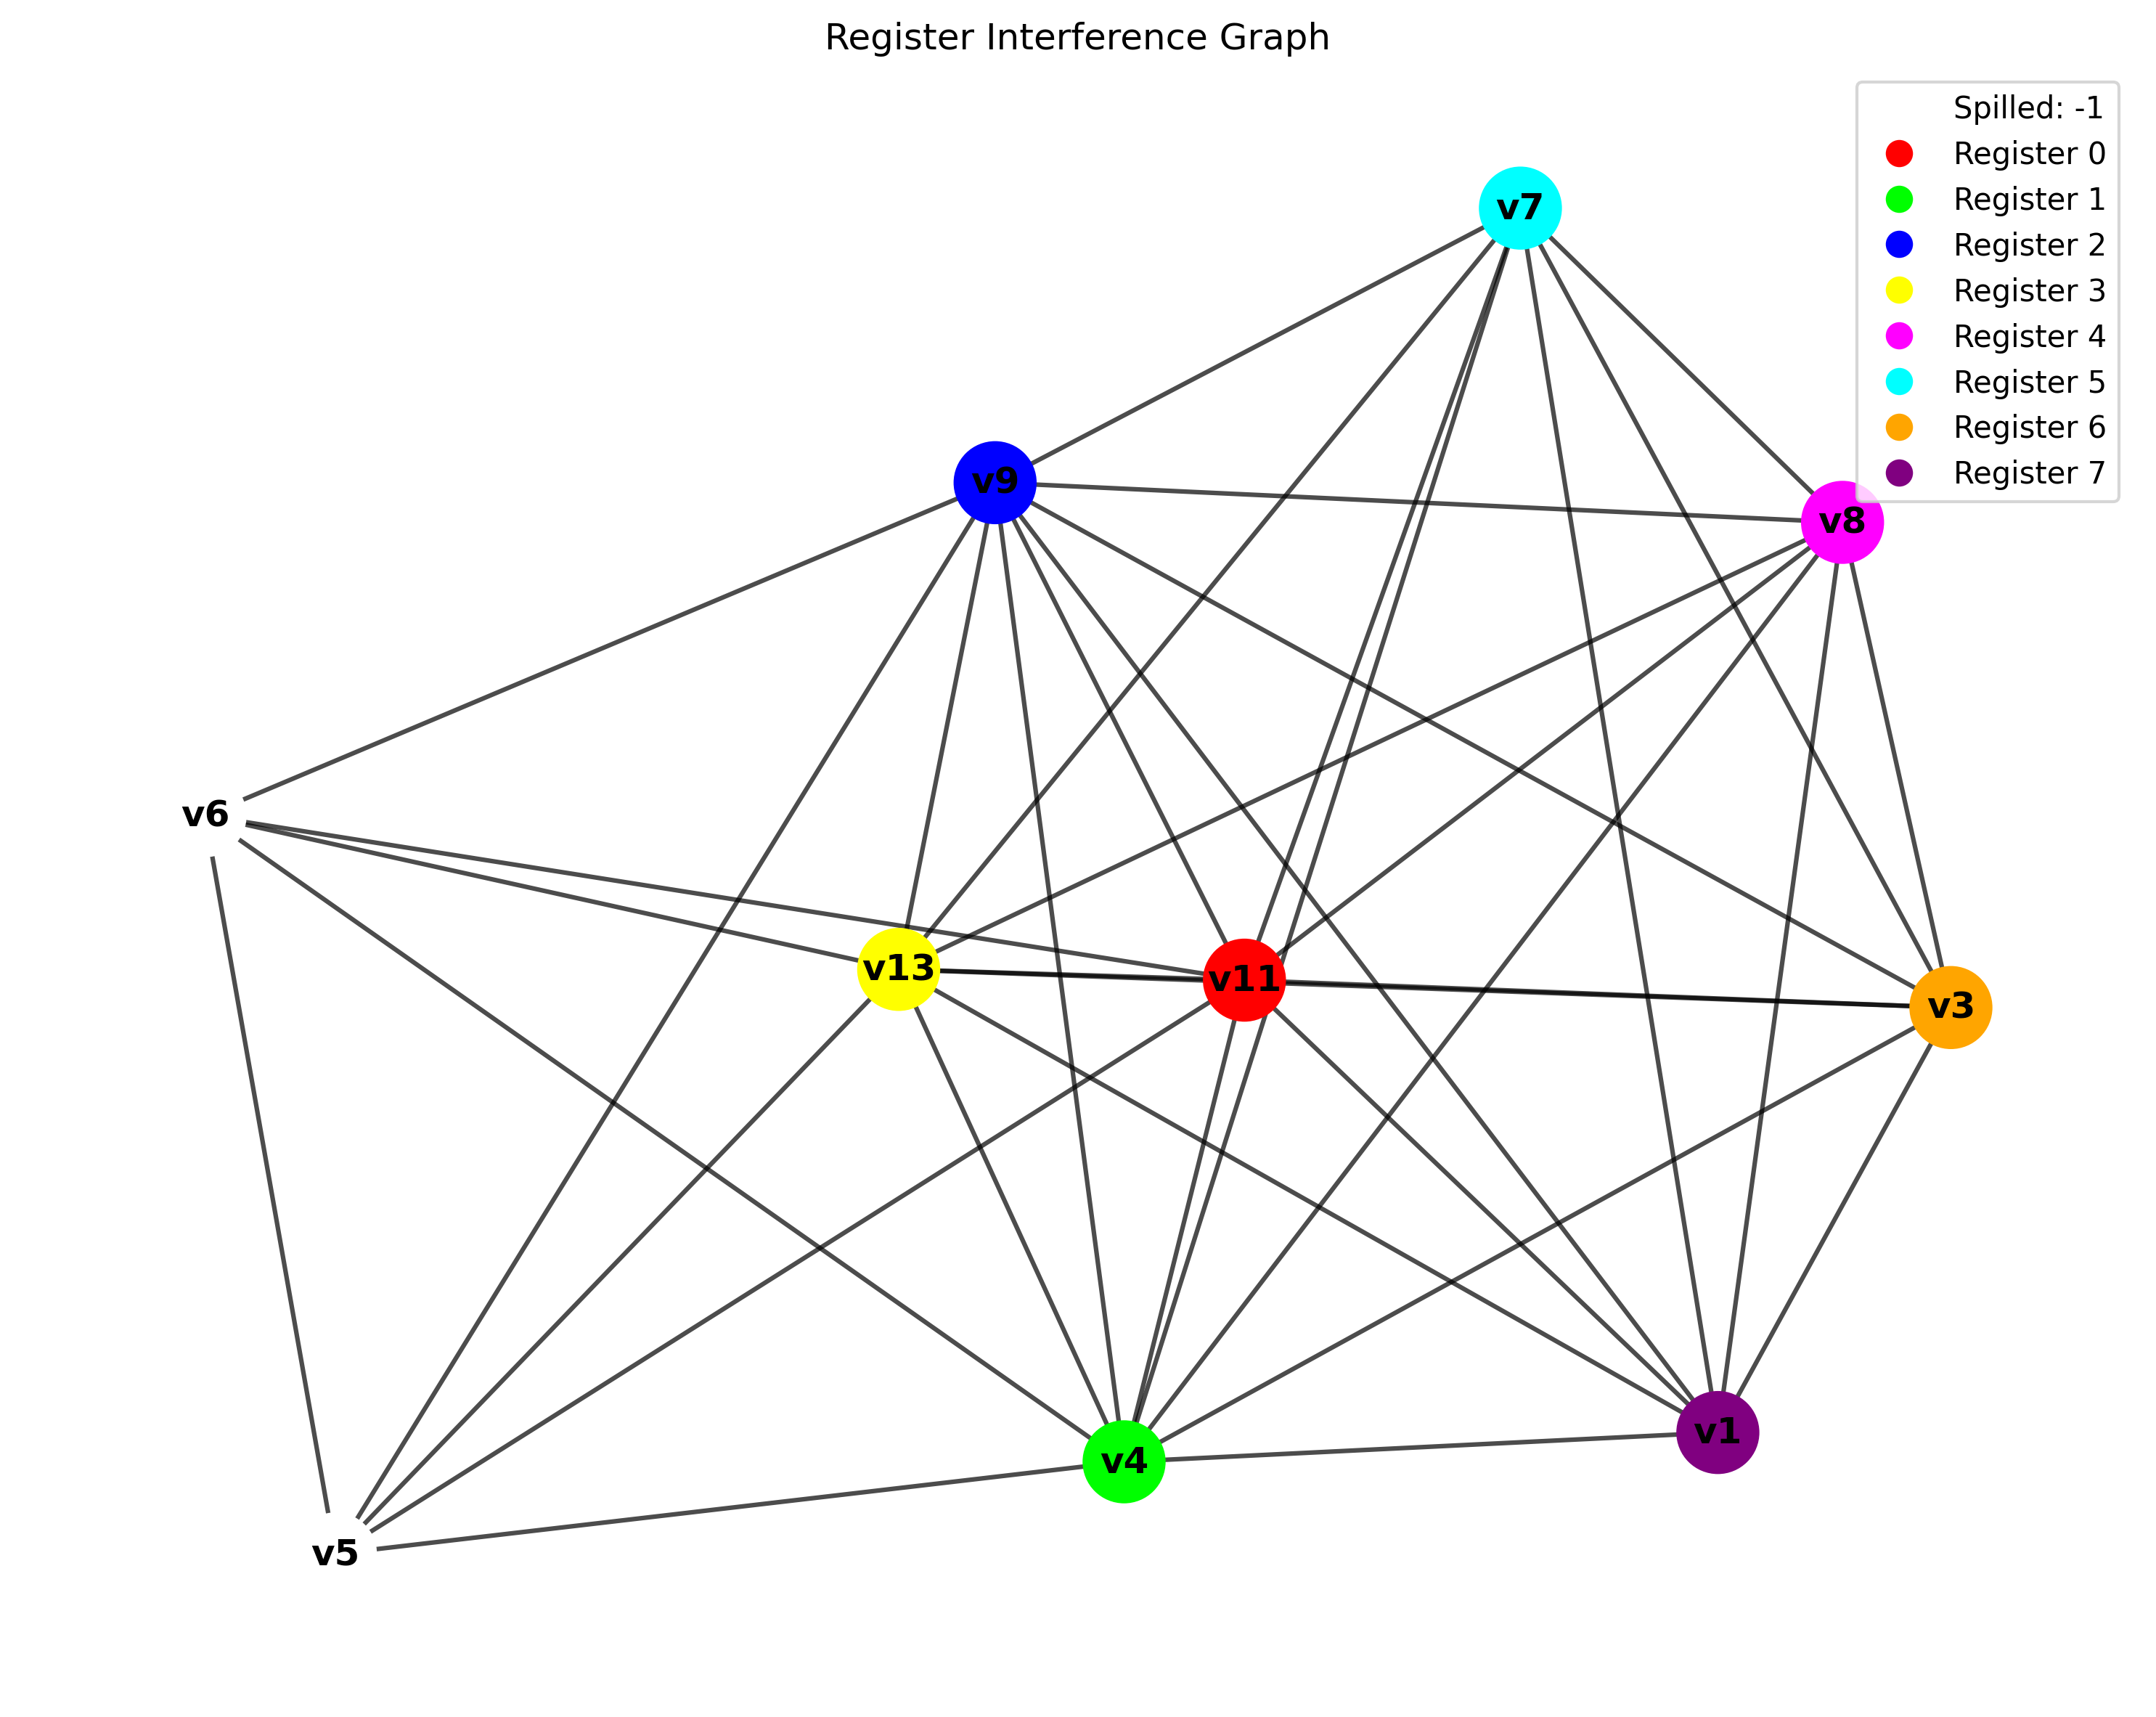 Register Interference Graph
Spilled: -1
Register 0
Register 1
Register 2
Register 3
Register 4
Register 5
Register 6
Register 7
v7
v9
v8
v6
v13
v11
v3
v1
v4
v5